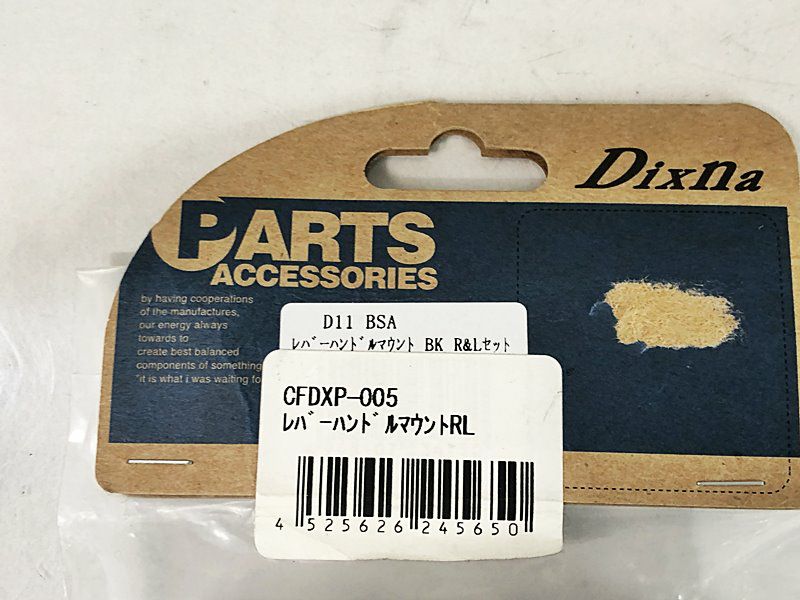 Dixna
PARTS
ACCESSORIES
by having cooperations
of the manufactures,
our energy always
towards to
create best balanced
components of something
"it is what i was waiting fo
D11 BSA
ﾚﾊﾞｰﾊﾝﾄﾞﾙﾏｳﾝﾄ BK R&Lｾｯﾄ
CFDXP-005
ﾚﾊﾞｰﾊﾝﾄﾞﾙﾏｳﾝﾄRL
4 525626 245650